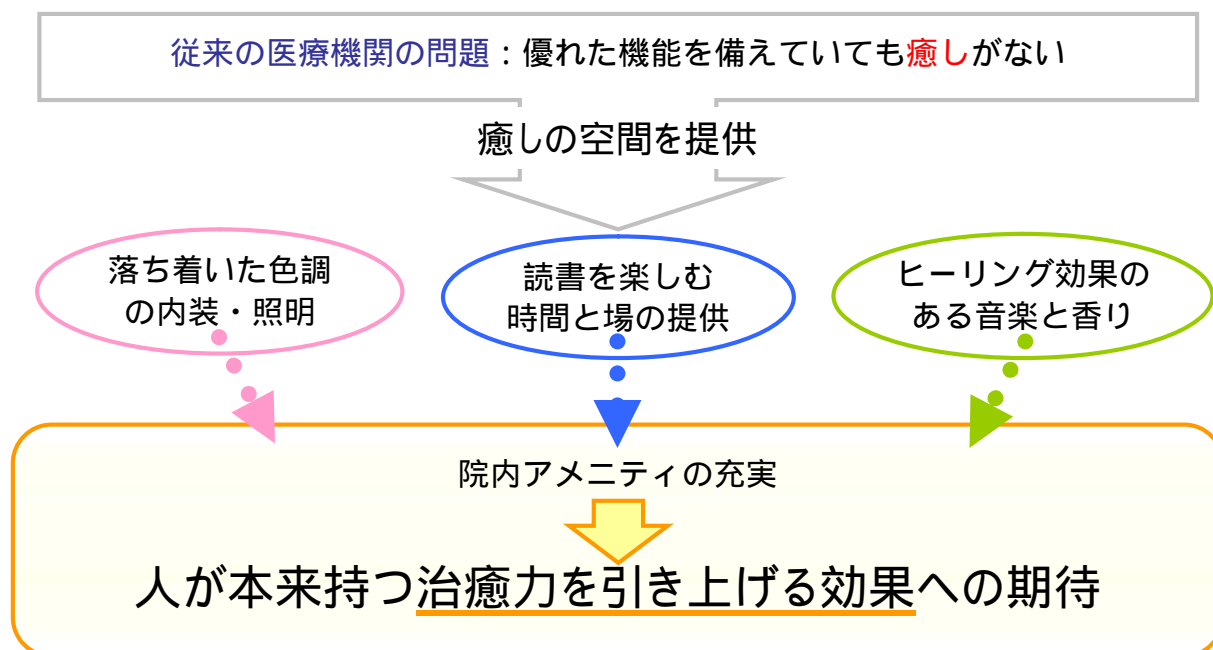 従来の医療機関の問題：優れた機能を備えていても癒しがない
癒しの空間を提供
落ち着いた色調
の内装・照明
読書を楽しむ
時間と場の提供
ヒーリング効果の
ある音楽と香り
院内アメニティの充実
人が本来持つ治癒力を引き上げる効果への期待